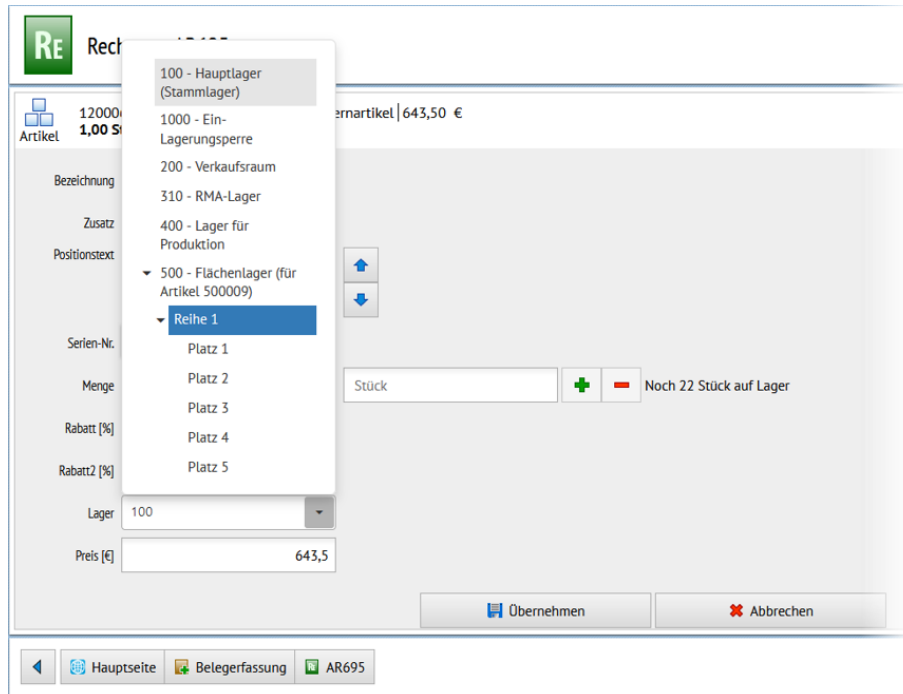 RE
100 - Hauptlager
(Stammlager)
1000 - Ein-
Lagerungsperre
200 - Verkaufsraum
310 - RMA-Lager
400 - Lager für
Produktion
500 - Flächenlager (für
Artikel 500009)
Reihe 1
Platz 1
Platz 2
Platz 3
Platz 4
Platz 5
643,50 €
Artikel
1,00
Bezeichnung
Zusatz
Positionstext
Serien-Nr.
Menge
Stück
Noch 22 Stück auf Lager
Rabatt [%]
Rabatt2 [%]
Lager
100
Preis [€]
643,5
Übernehmen
Abbrechen
Hauptseite
Belegerfassung
RE
AR695